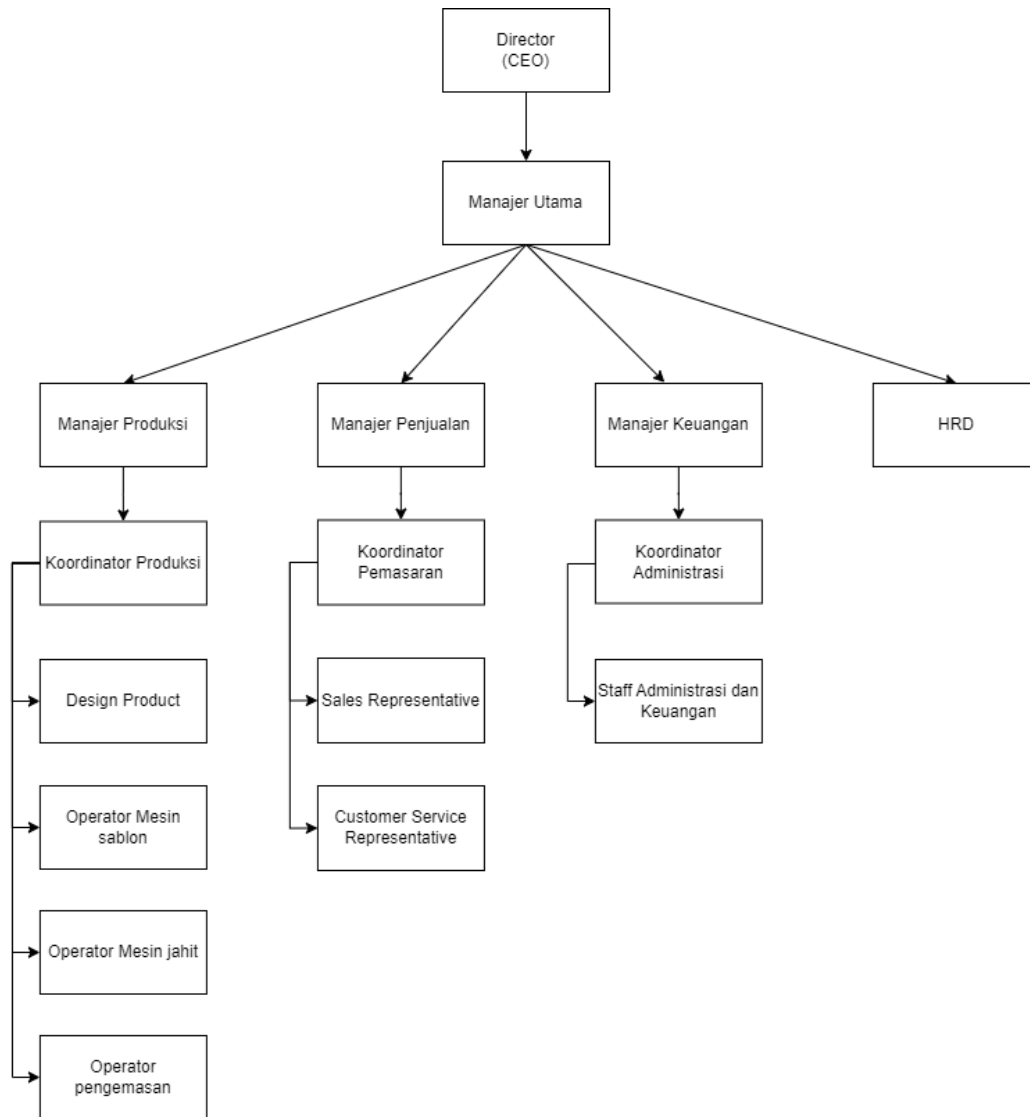 Director
(CEO)
Manajer Utama
Manajer Produksi
Manajer Penjualan
Manajer Keuangan
HRD
Koordinator Produksi
Koordinator
Pemasaran
Koordinator
Administrasi
Design Product
Sales Representative
Staff Administrasi dan
Keuangan
Operator Mesin
sablon
Customer Service
Representative
Operator Mesin jahit
Operator
pengemasan